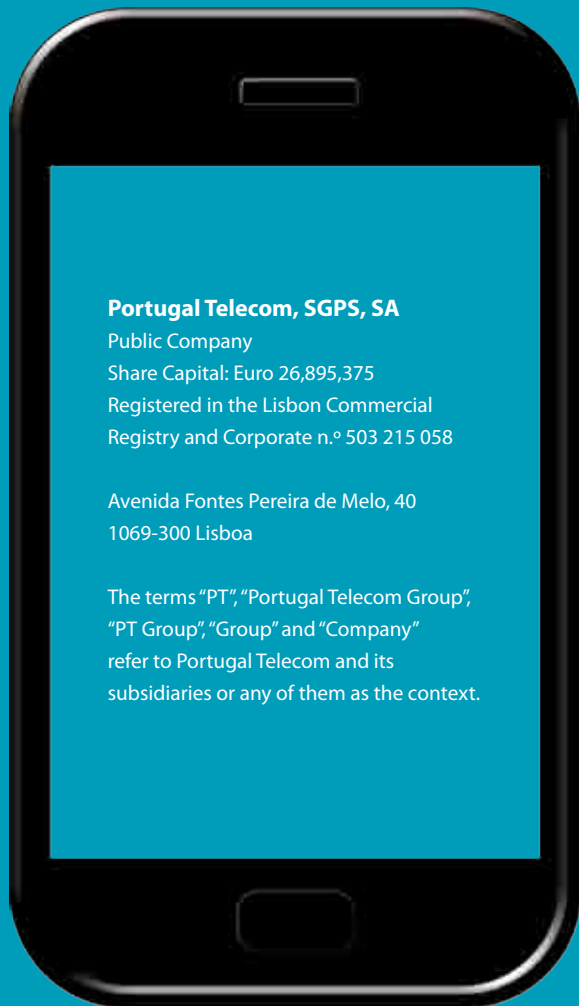 Portugal Telecom, SGPS, SA
Public Company
Share Capital: Euro 26,895,375
Registered in the Lisbon Commercial
Registry and Corporate n.º 503 215 058
Avenida Fontes Pereira de Melo, 40
1069-300 Lisboa
The terms “PT”, “Portugal Telecom Group”,
“PT Group”, “Group” and “Company”
refer to Portugal Telecom and its
subsidiaries or any of them as the context.